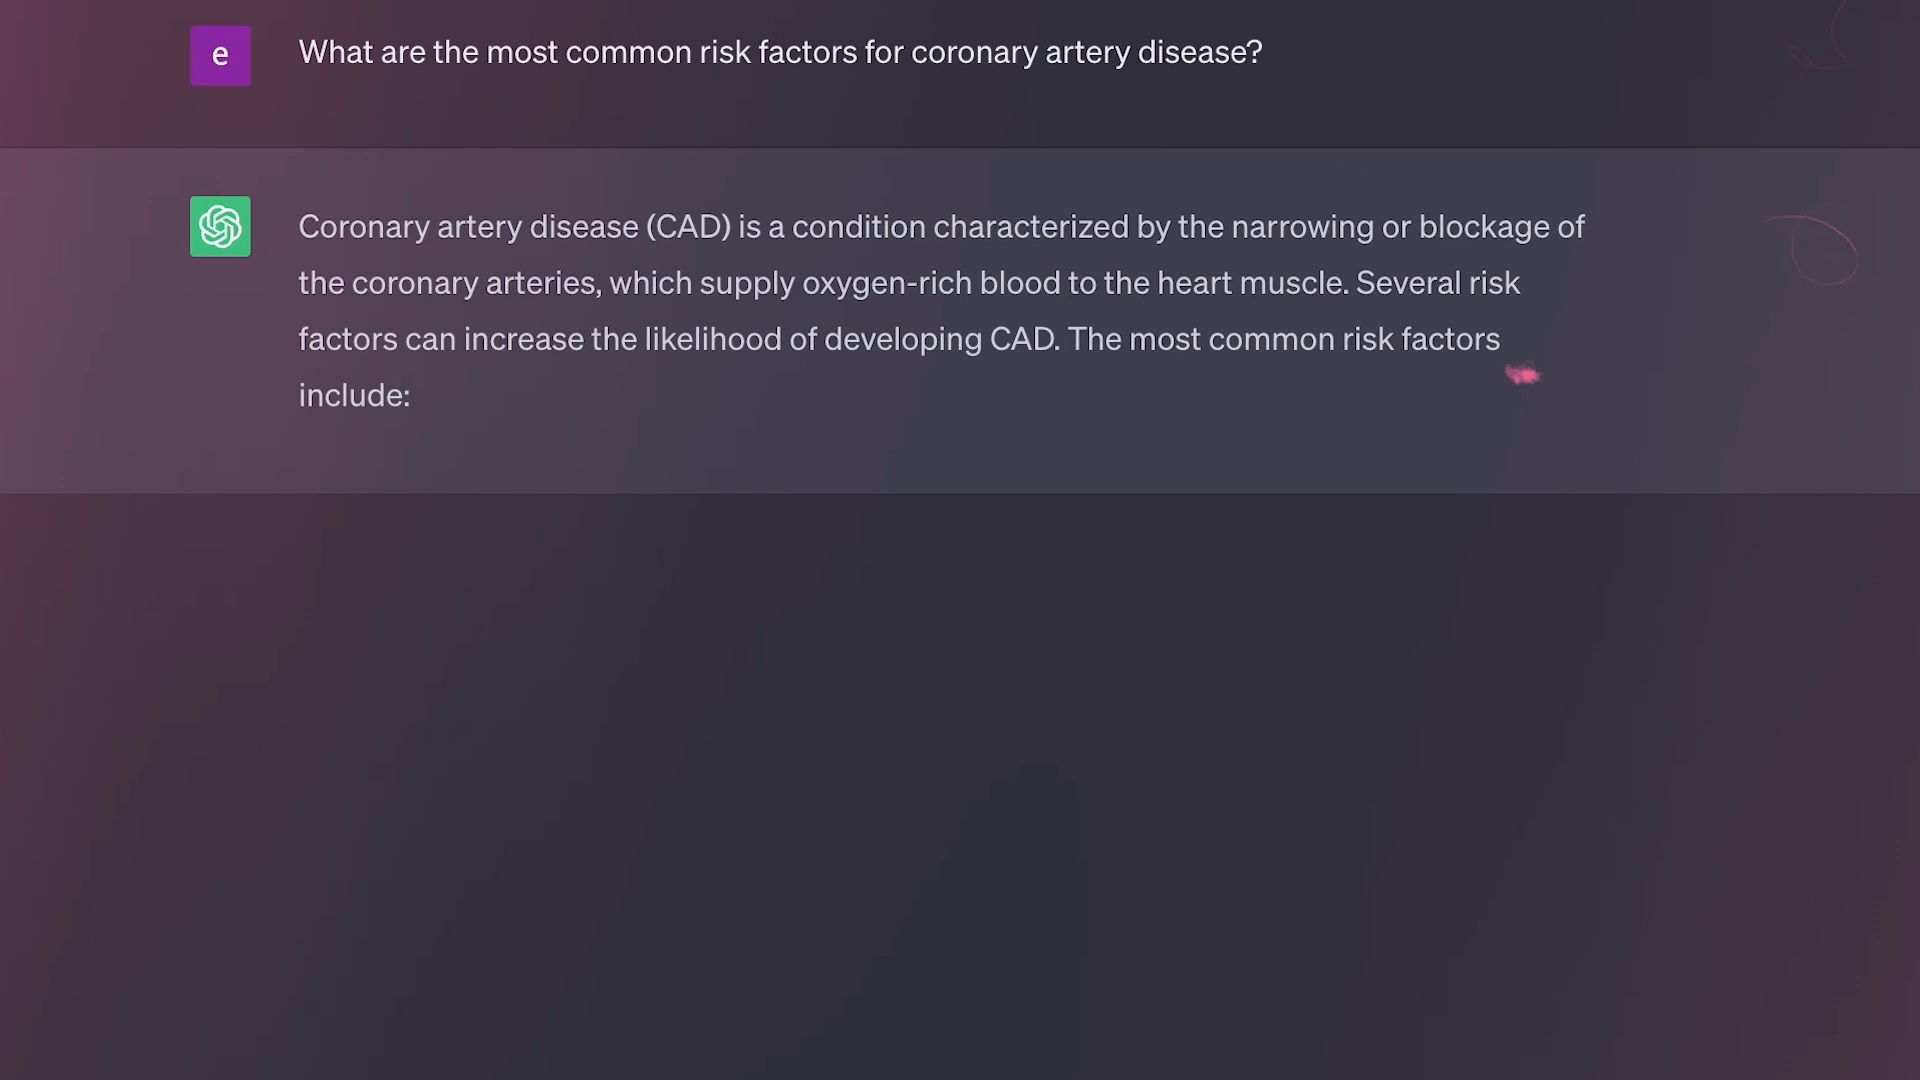 e
What are the most common risk factors for coronary artery disease?
Coronary artery disease (CAD) is a condition characterized by the narrowing or blockage of
the coronary arteries, which supply oxygen-rich blood to the heart muscle. Several risk
factors can increase the likelihood of developing CAD. The most common risk factors
include: